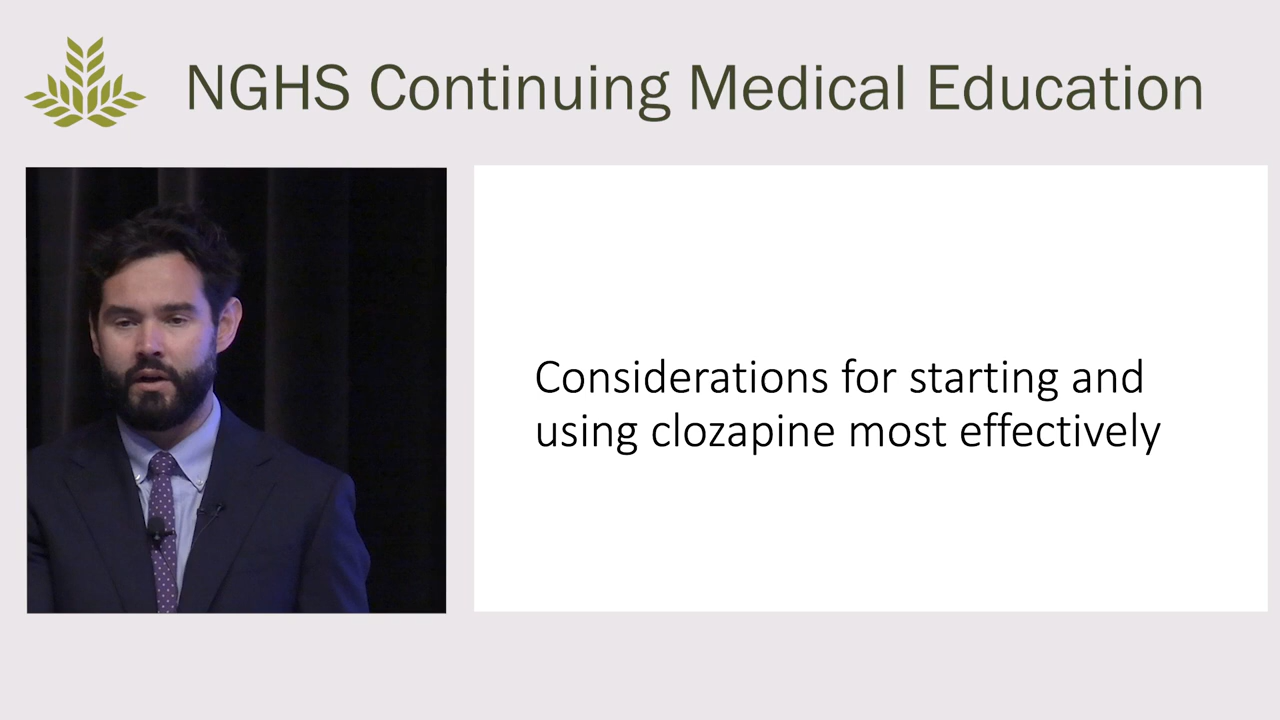 NGHS Continuing Medical Education
Considerations for starting and
using clozapine most effectively